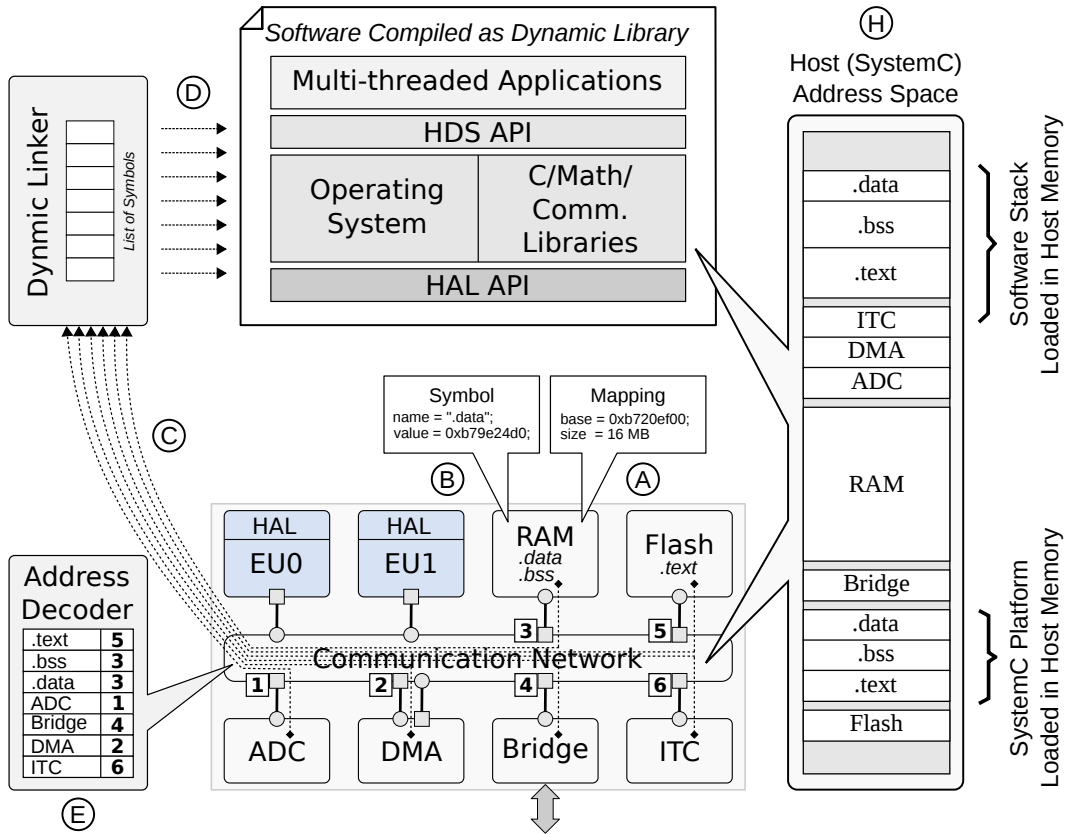 Software Compiled as Dynamic Library
Multi-threaded Applications
HDS API
Operating
System
C/Math/
Comm.
Libraries
HAL API
D
Dynmic Linker
List of Symbols
C
H
Host (SystemC)
Address Space
.data
.bss
.text
ITC
DMA
ADC
RAM
Bridge
.data
.bss
.text
Flash
Software Stack
Loaded in Host Memory
SystemC Platform
Loaded in Host Memory
Symbol
name = ".data";
value = 0xb79e24d0;
Mapping
base = 0xb720ef00;
size = 16 MB
B
A
HAL
EU0
HAL
EU1
RAM
.data
.bss
Flash
.text
3
5
Communication Network
1
2
4
6
ADC
DMA
Bridge
ITC
Address
Decoder
.text 5
.bss 3
.data 3
ADC 1
Bridge 4
DMA 2
ITC 6
E